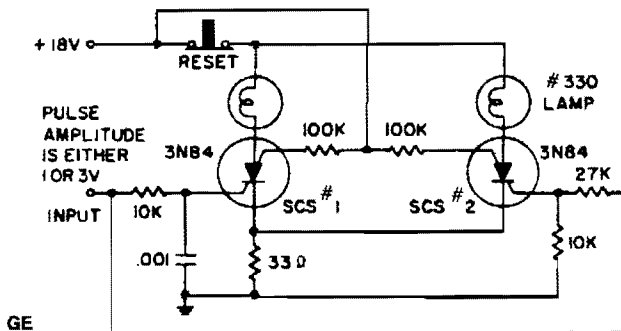 +18V
RESET
#330
LAMP
PULSE
AMPLITUDE
IS EITHER
1 OR 3V
3N84
100K
100K
3N84
27K
INPUT
10K
SCS #1
SCS #2
10K
.001
33Ω
GE